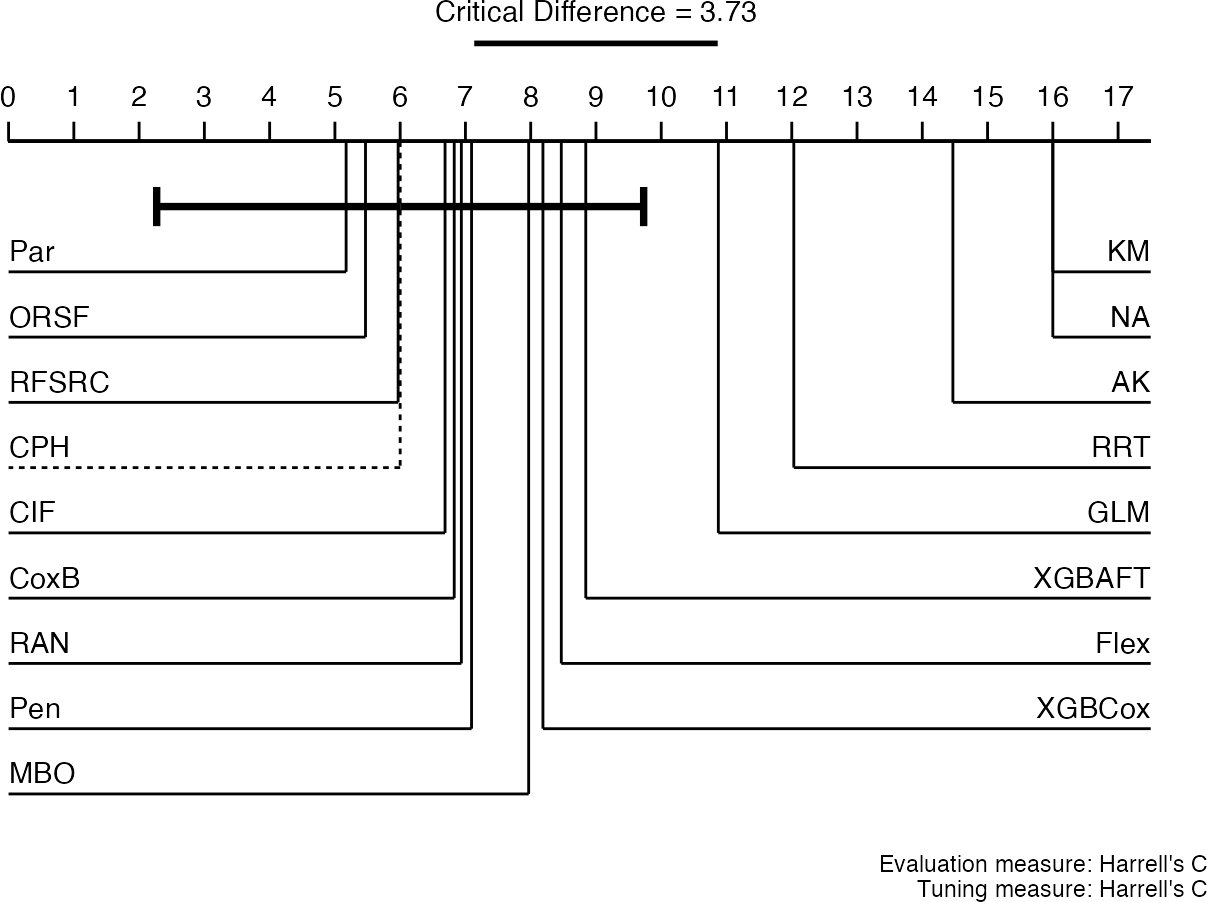 Critical Difference = 3.73
0 1 2 3 4 5 6 7 8 9 10 11 12 13 14 15 16 17
Par KM
ORSF NA
RFSRC AK
CPH RRT
CIF GLM
CoxB XGBAFT
RAN Flex
Pen XGBCox
MBO
Evaluation measure: Harrell's C
Tuning measure: Harrell's C